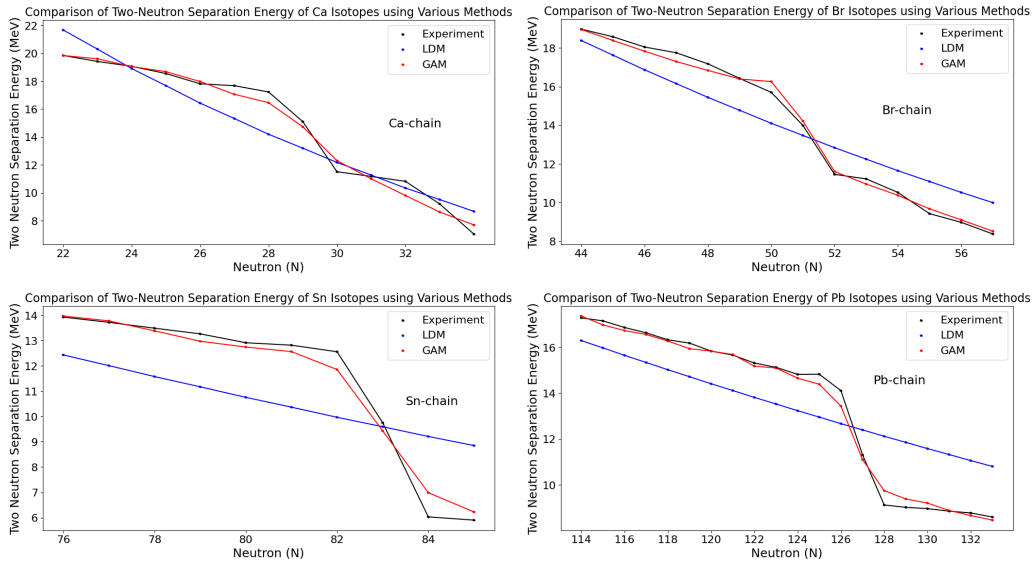 Comparison of Two-Neutron Separation Energy of Ca Isotopes using Various Methods
Two Neutron Separation Energy (MeV)
22
20
18
16
14
12
10
8
Experiment
LDM
GAM
Ca-chain
22 24 26 28 30 32
Neutron (N)
Comparison of Two-Neutron Separation Energy of Br Isotopes using Various Methods
Two Neutron Separation Energy (MeV)
18
16
14
12
10
8
Experiment
LDM
GAM
Br-chain
44 46 48 50 52 54 56
Neutron (N)
Comparison of Two-Neutron Separation Energy of Sn Isotopes using Various Methods
Two Neutron Separation Energy (MeV)
14
13
12
11
10
9
8
7
6
Experiment
LDM
GAM
Sn-chain
76 78 80 82 84
Neutron (N)
Comparison of Two-Neutron Separation Energy of Pb Isotopes using Various Methods
Two Neutron Separation Energy (MeV)
16
14
12
10
Experiment
LDM
GAM
Pb-chain
114 116 118 120 122 124 126 128 130 132
Neutron (N)